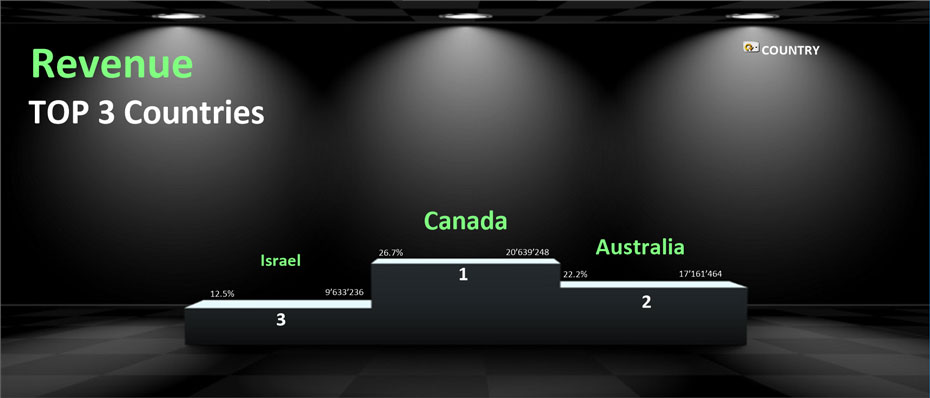 Revenue
TOP 3 Countries
COUNTRY
Canada
Australia
Israel
26.7% 20’639’248
22.2% 17’161’464
12.5% 9’633’236
1
2
3